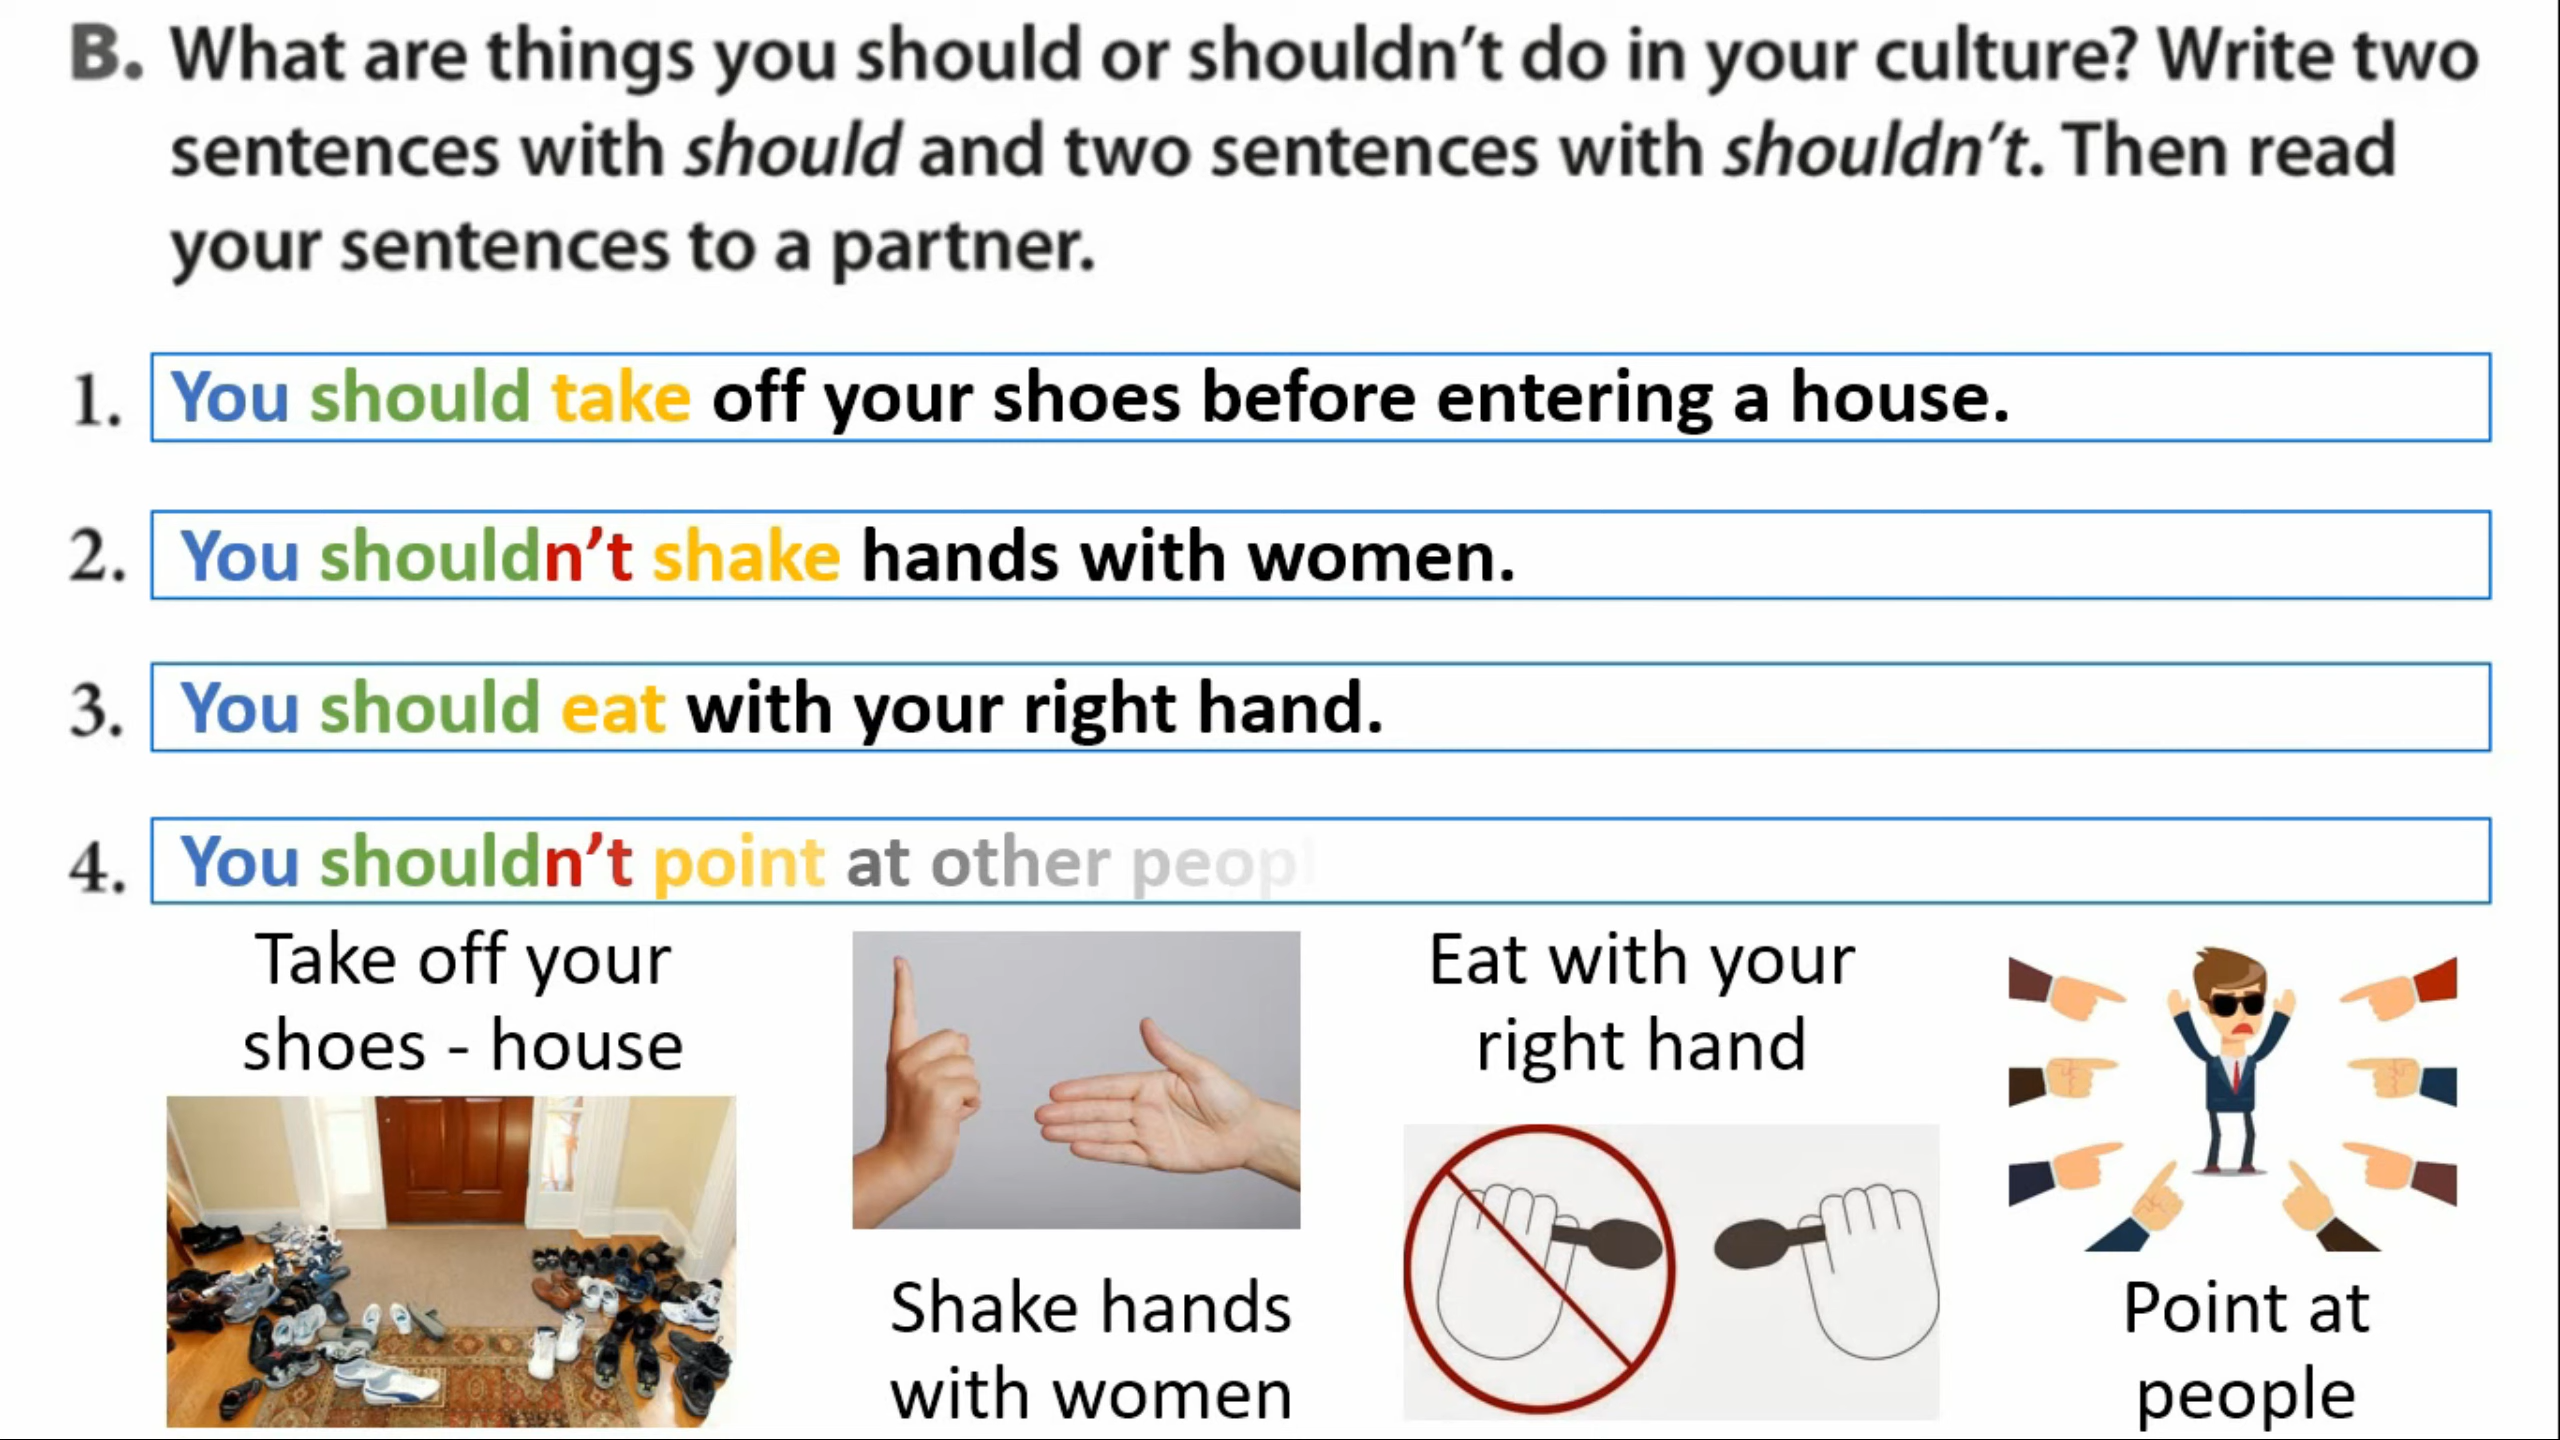 B. What are things you should or shouldn't do in your culture? Write two
sentences with should and two sentences with shouldn't. Then read
your sentences to a partner.
1. You should take off your shoes before entering a house.
2. You shouldn't shake hands with women.
3. You should eat with your right hand.
4. You shouldn't point at other peopl
Take off your
shoes - house
Shake hands
with women
Eat with your
right hand
Point at
people